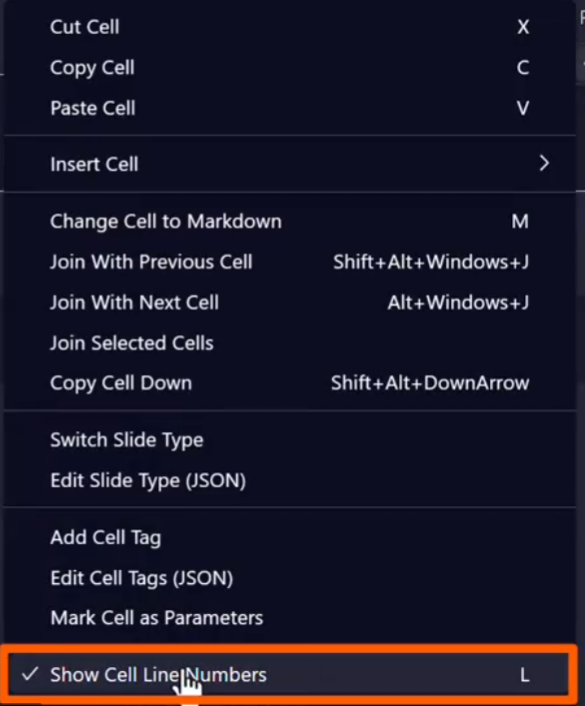 Cut Cell X
Copy Cell C
Paste Cell V
Insert Cell
Change Cell to Markdown M
Join With Previous Cell Shift+Alt+Windows+J
Join With Next Cell Alt+Windows+J
Join Selected Cells
Copy Cell Down Shift+Alt+DownArrow
Switch Slide Type
Edit Slide Type (JSON)
Add Cell Tag
Edit Cell Tags (JSON)
Mark Cell as Parameters
Show Cell Line Numbers L